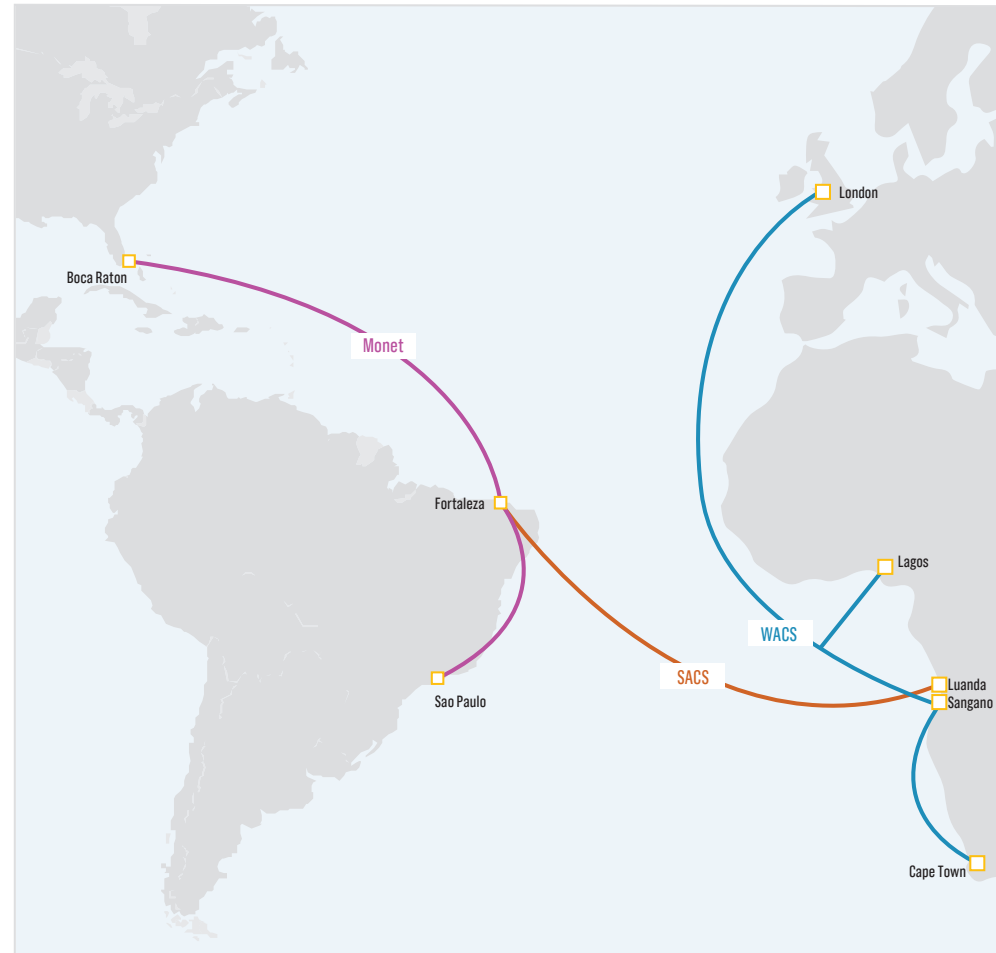 London
Boca Raton
Monet
Fortaleza
Lagos
WACS
SACS
Luanda
Sangano
Sao Paulo
Cape Town